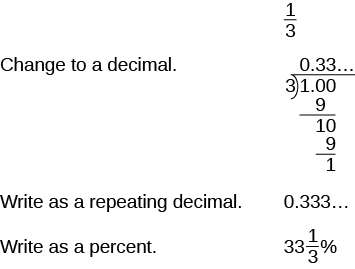 1/3
Change to a decimal. 0.33…
3)1.00
9
10
9
1
Write as a repeating decimal. 0.333…
Write as a percent. 33 1/3%